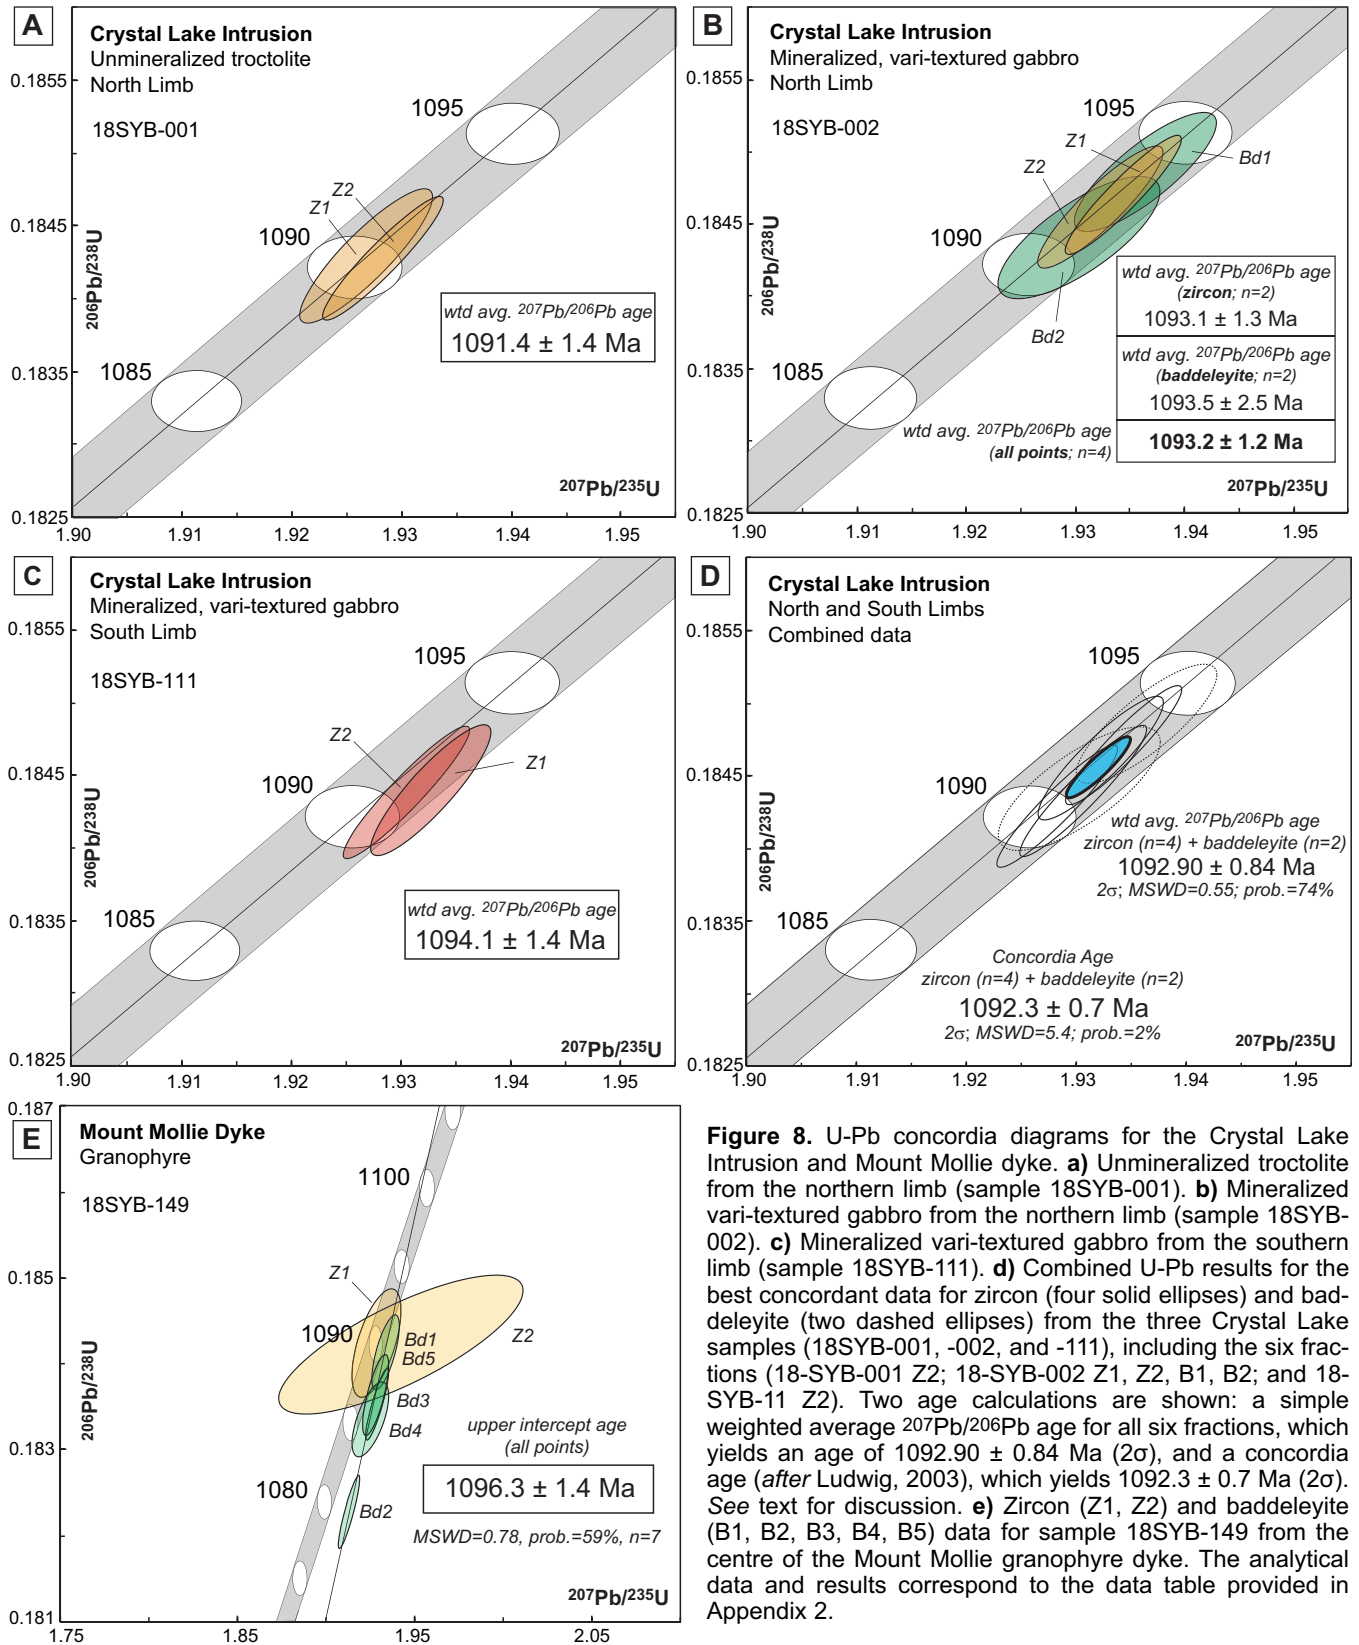 A
Crystal Lake Intrusion
Unmineralized troctolite
North Limb
18SYB-001
1095
1090
1085
Z2
Z1
wtd avg. ²⁰⁷Pb/²⁰⁶Pb age
1091.4 ± 1.4 Ma
²⁰⁶Pb/²³⁸U
²⁰⁷Pb/²³⁵U
0.1855
0.1845
0.1835
0.1825
1.90 1.91 1.92 1.93 1.94 1.95
B
Crystal Lake Intrusion
Mineralized, vari-textured gabbro
North Limb
18SYB-002
1095
1090
1085
Z1
Z2
Bd1
Bd2
wtd avg. ²⁰⁷Pb/²⁰⁶Pb age
(zircon; n=2)
1093.1 ± 1.3 Ma
wtd avg. ²⁰⁷Pb/²⁰⁶Pb age
(baddeleyite; n=2)
1093.5 ± 2.5 Ma
wtd avg. ²⁰⁷Pb/²⁰⁶Pb age
(all points; n=4)
1093.2 ± 1.2 Ma
²⁰⁶Pb/²³⁸U
²⁰⁷Pb/²³⁵U
0.1855
0.1845
0.1835
0.1825
1.90 1.91 1.92 1.93 1.94 1.95
C
Crystal Lake Intrusion
Mineralized, vari-textured gabbro
South Limb
18SYB-111
1095
1090
1085
Z2
Z1
wtd avg. ²⁰⁷Pb/²⁰⁶Pb age
1094.1 ± 1.4 Ma
²⁰⁶Pb/²³⁸U
²⁰⁷Pb/²³⁵U
0.1855
0.1845
0.1835
0.1825
1.90 1.91 1.92 1.93 1.94 1.95
D
Crystal Lake Intrusion
North and South Limbs
Combined data
1095
1090
1085
wtd avg. ²⁰⁷Pb/²⁰⁶Pb age
zircon (n=4) + baddeleyite (n=2)
1092.90 ± 0.84 Ma
2σ; MSWD=0.55; prob.=74%
Concordia Age
zircon (n=4) + baddeleyite (n=2)
1092.3 ± 0.7 Ma
2σ; MSWD=5.4; prob.=2%
²⁰⁶Pb/²³⁸U
²⁰⁷Pb/²³⁵U
0.1855
0.1845
0.1835
0.1825
1.90 1.91 1.92 1.93 1.94 1.95
E
Mount Mollie Dyke
Granophyre
18SYB-149
1100
1090
1080
Z1
Z2
Bd1
Bd5
Bd3
Bd4
Bd2
upper intercept age
(all points)
1096.3 ± 1.4 Ma
MSWD=0.78, prob.=59%, n=7
²⁰⁶Pb/²³⁸U
²⁰⁷Pb/²³⁵U
0.187
0.185
0.183
0.181
1.75 1.85 1.95 2.05
Figure 8. U-Pb concordia diagrams for the Crystal Lake
Intrusion and Mount Mollie dyke. a) Unmineralized troctolite
from the northern limb (sample 18SYB-001). b) Mineralized
vari-textured gabbro from the northern limb (sample 18SYB-
002). c) Mineralized vari-textured gabbro from the southern
limb (sample 18SYB-111). d) Combined U-Pb results for the
best concordant data for zircon (four solid ellipses) and bad-
deleyite (two dashed ellipses) from the three Crystal Lake
samples (18SYB-001, -002, and -111), including the six frac-
tions (18-SYB-001 Z2; 18-SYB-002 Z1, Z2, B1, B2; and 18-
SYB-11 Z2). Two age calculations are shown: a simple
weighted average ²⁰⁷Pb/²⁰⁶Pb age for all six fractions, which
yields an age of 1092.90 ± 0.84 Ma (2σ), and a concordia
age (after Ludwig, 2003), which yields 1092.3 ± 0.7 Ma (2σ).
See text for discussion. e) Zircon (Z1, Z2) and baddeleyite
(B1, B2, B3, B4, B5) data for sample 18SYB-149 from the
centre of the Mount Mollie granophyre dyke. The analytical
data and results correspond to the data table provided in
Appendix 2.